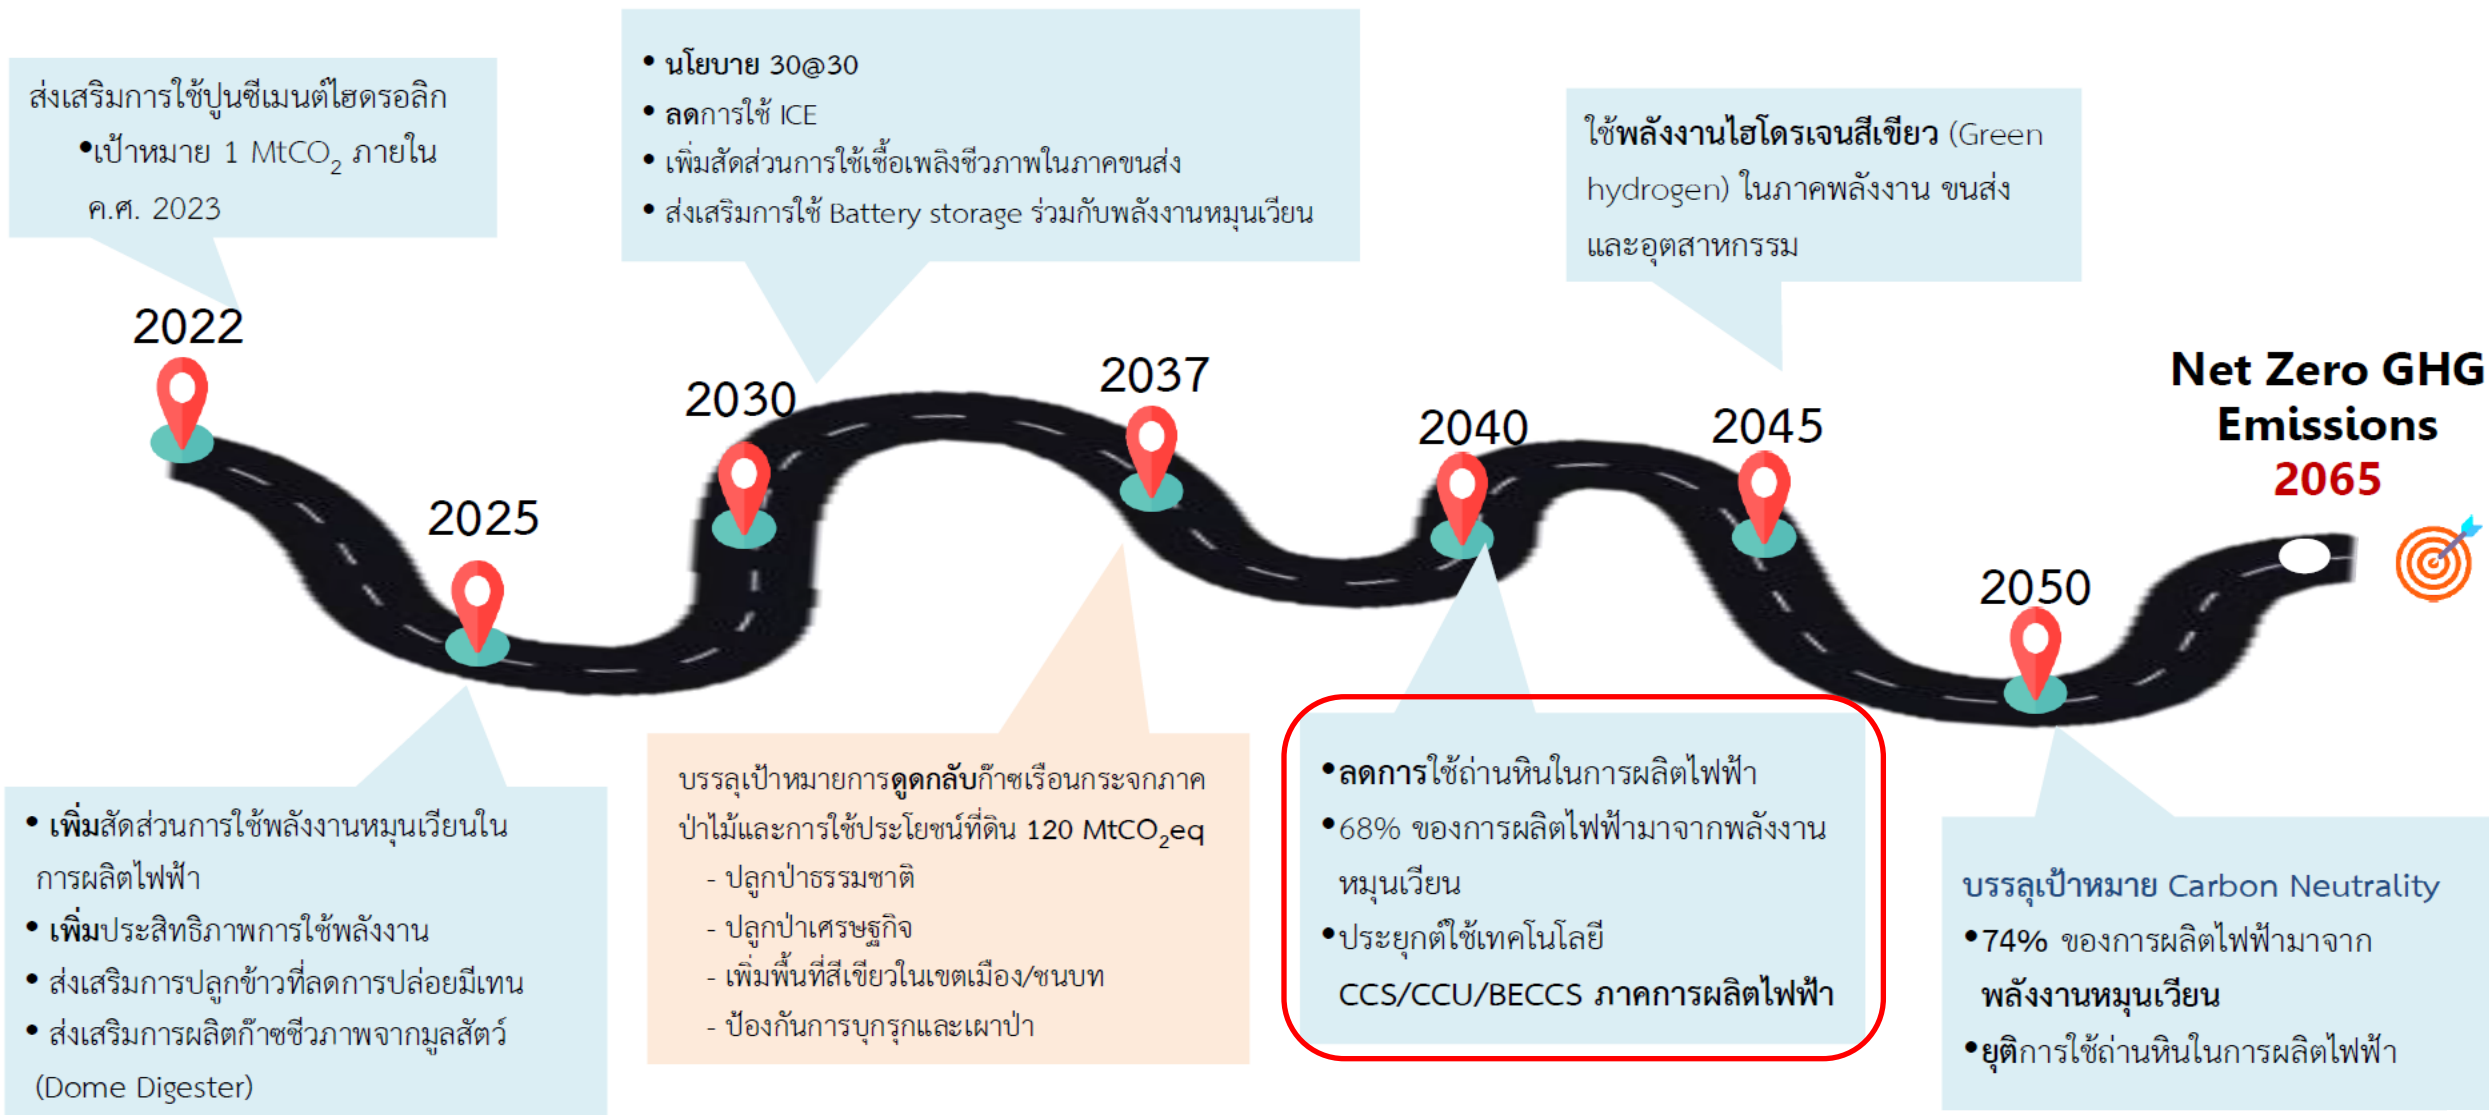 ส่งเสริมการใช้ปูนซีเมนต์ไฮดรอลิก
•เป้าหมาย 1 MtCO₂ ภายใน
ค.ศ. 2023
2022
• นโยบาย 30@30
• ลดการใช้ ICE
• เพิ่มสัดส่วนการใช้เชื้อเพลิงชีวภาพในภาคขนส่ง
• ส่งเสริมการใช้ Battery storage ร่วมกับพลังงานหมุนเวียน
2030
ใช้พลังงานไฮโดรเจนสีเขียว (Green
hydrogen) ในภาคพลังงาน ขนส่ง
และอุตสาหกรรม
2045
2025
2037
2040
2050
Net Zero GHG
Emissions
2065
• เพิ่มสัดส่วนการใช้พลังงานหมุนเวียนใน
การผลิตไฟฟ้า
• เพิ่มประสิทธิภาพการใช้พลังงาน
• ส่งเสริมการปลูกข้าวที่ลดการปล่อยมีเทน
• ส่งเสริมการผลิตก๊าซชีวภาพจากมูลสัตว์
(Dome Digester)
บรรลุเป้าหมายการดูดกลับก๊าซเรือนกระจกภาค
ป่าไม้และการใช้ประโยชน์ที่ดิน 120 MtCO₂eq
- ปลูกป่าธรรมชาติ
- ปลูกป่าเศรษฐกิจ
- เพิ่มพื้นที่สีเขียวในเขตเมือง/ชนบท
- ป้องกันการบุกรุกและเผาป่า
•ลดการใช้ถ่านหินในการผลิตไฟฟ้า
•68% ของการผลิตไฟฟ้ามาจากพลังงาน
หมุนเวียน
•ประยุกต์ใช้เทคโนโลยี
CCS/CCU/BECCS ภาคการผลิตไฟฟ้า
บรรลุเป้าหมาย Carbon Neutrality
•74% ของการผลิตไฟฟ้ามาจาก
พลังงานหมุนเวียน
•ยุติการใช้ถ่านหินในการผลิตไฟฟ้า